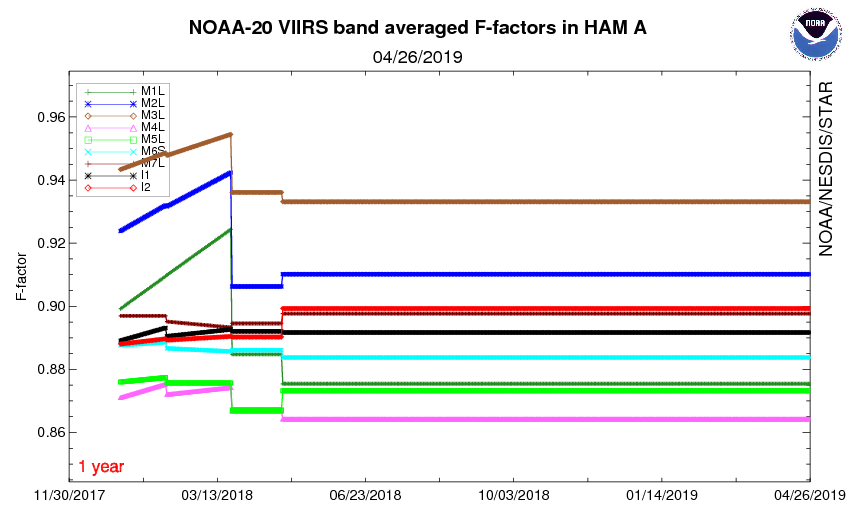 NOAA-20 VIIRS band averaged F-factors in HAM A
04/26/2019
NOAA
NOAA/NESDIS/STAR
F-factor
0.96
0.94
0.92
0.90
0.88
0.86
M1L
M2L
M3L
M4L
M5L
M6S
M7L
I1
I2
1 year
11/30/2017 03/13/2018 06/23/2018 10/03/2018 01/14/2019 04/26/2019